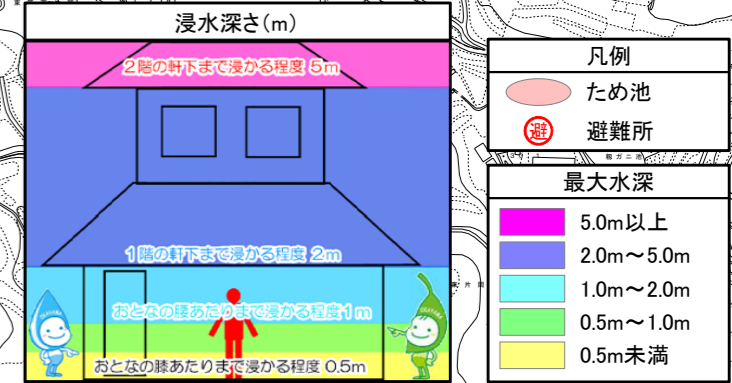 浸水深さ(m)
2階の軒下まで浸かる程度 5m
1階の軒下まで浸かる程度 2m
おとなの腰あたりまで浸かる程度1m
おとなの膝あたりまで浸かる程度 0.5m
凡例
ため池
避 避難所
最大水深
5.0m以上
2.0m～5.0m
1.0m～2.0m
0.5m～1.0m
0.5m未満